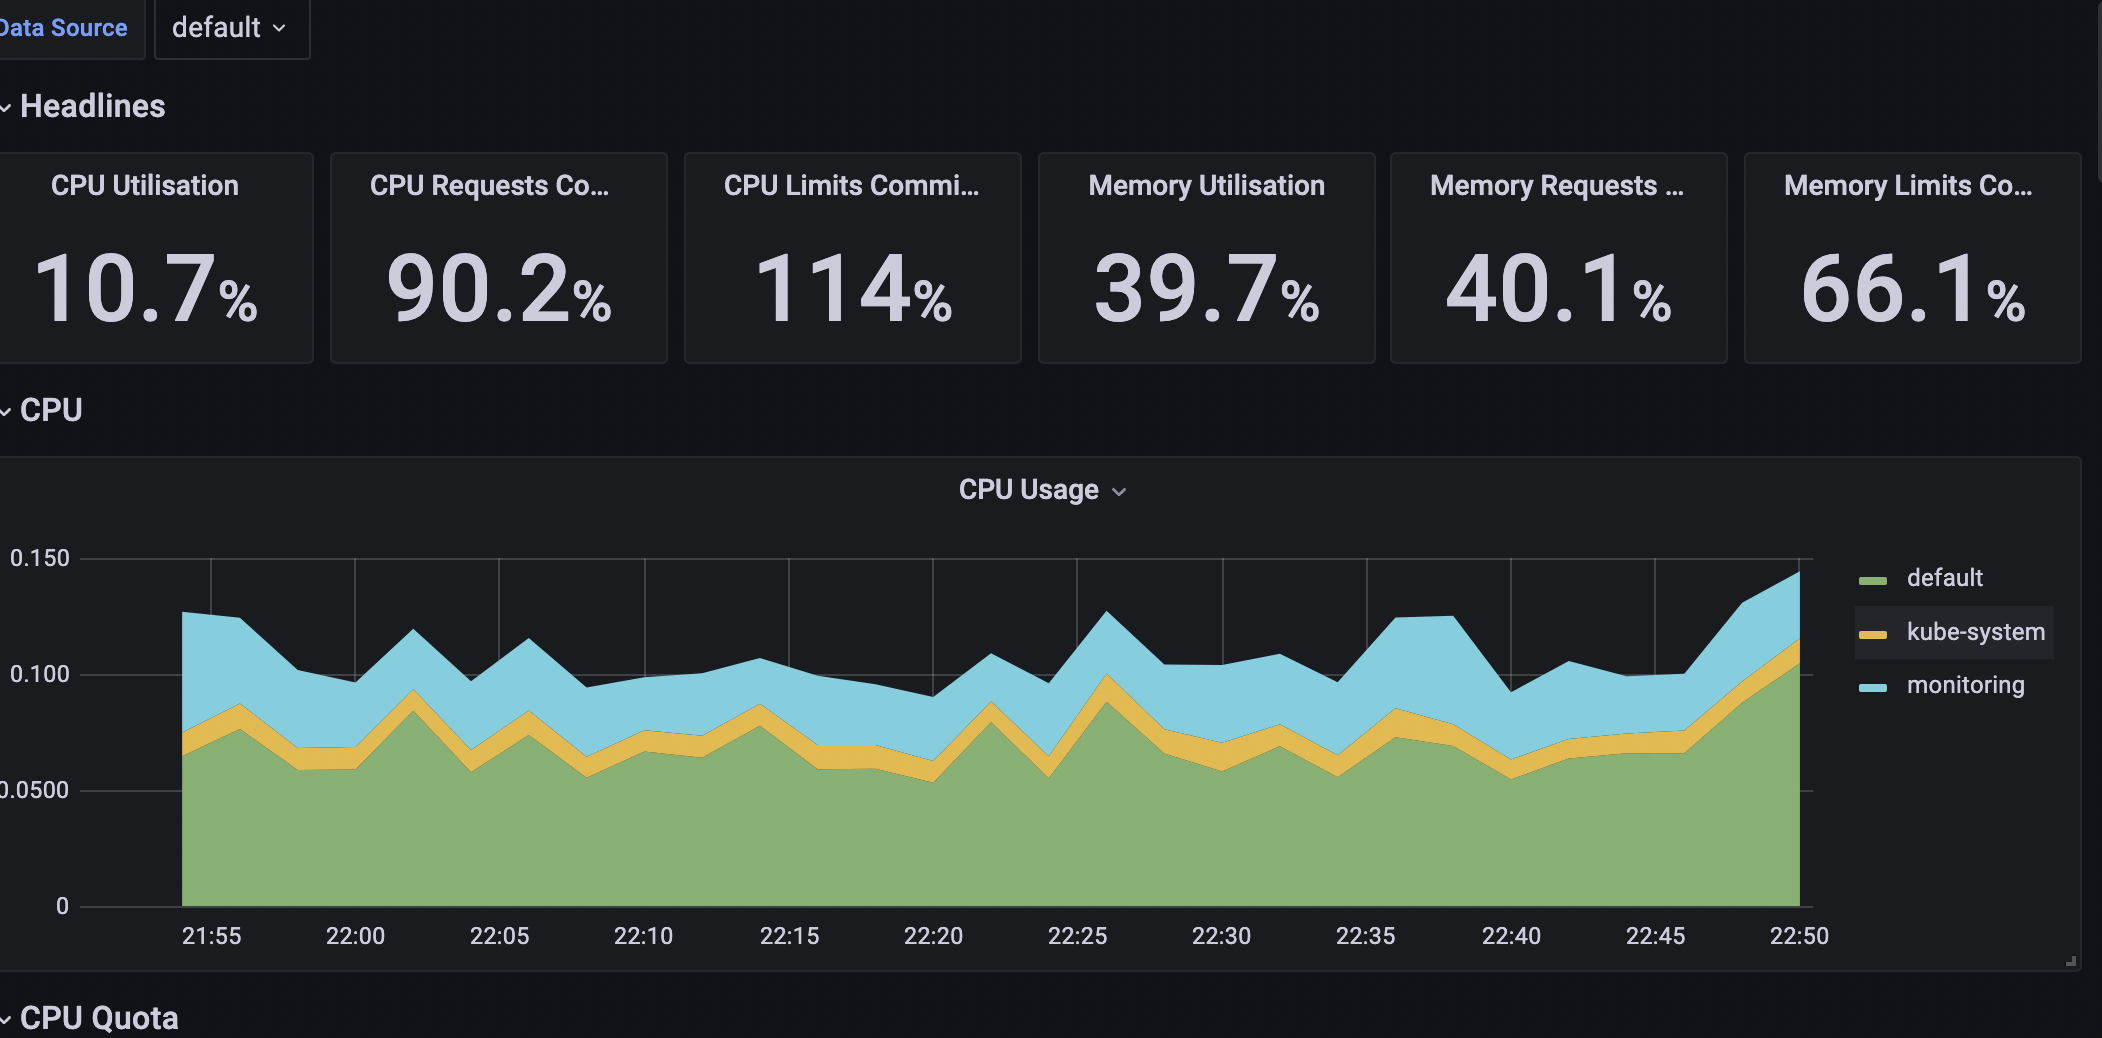 Data Source
default
Headlines
CPU Utilisation
CPU Requests Co...
CPU Limits Commi...
Memory Utilisation
Memory Requests ...
Memory Limits Co...
10.7%
90.2%
114%
39.7%
40.1%
66.1%
CPU
CPU Usage
0.150
0.100
0.0500
0
21:55
22:00
22:05
22:10
22:15
22:20
22:25
22:30
22:35
22:40
22:45
22:50
default
kube-system
monitoring
CPU Quota